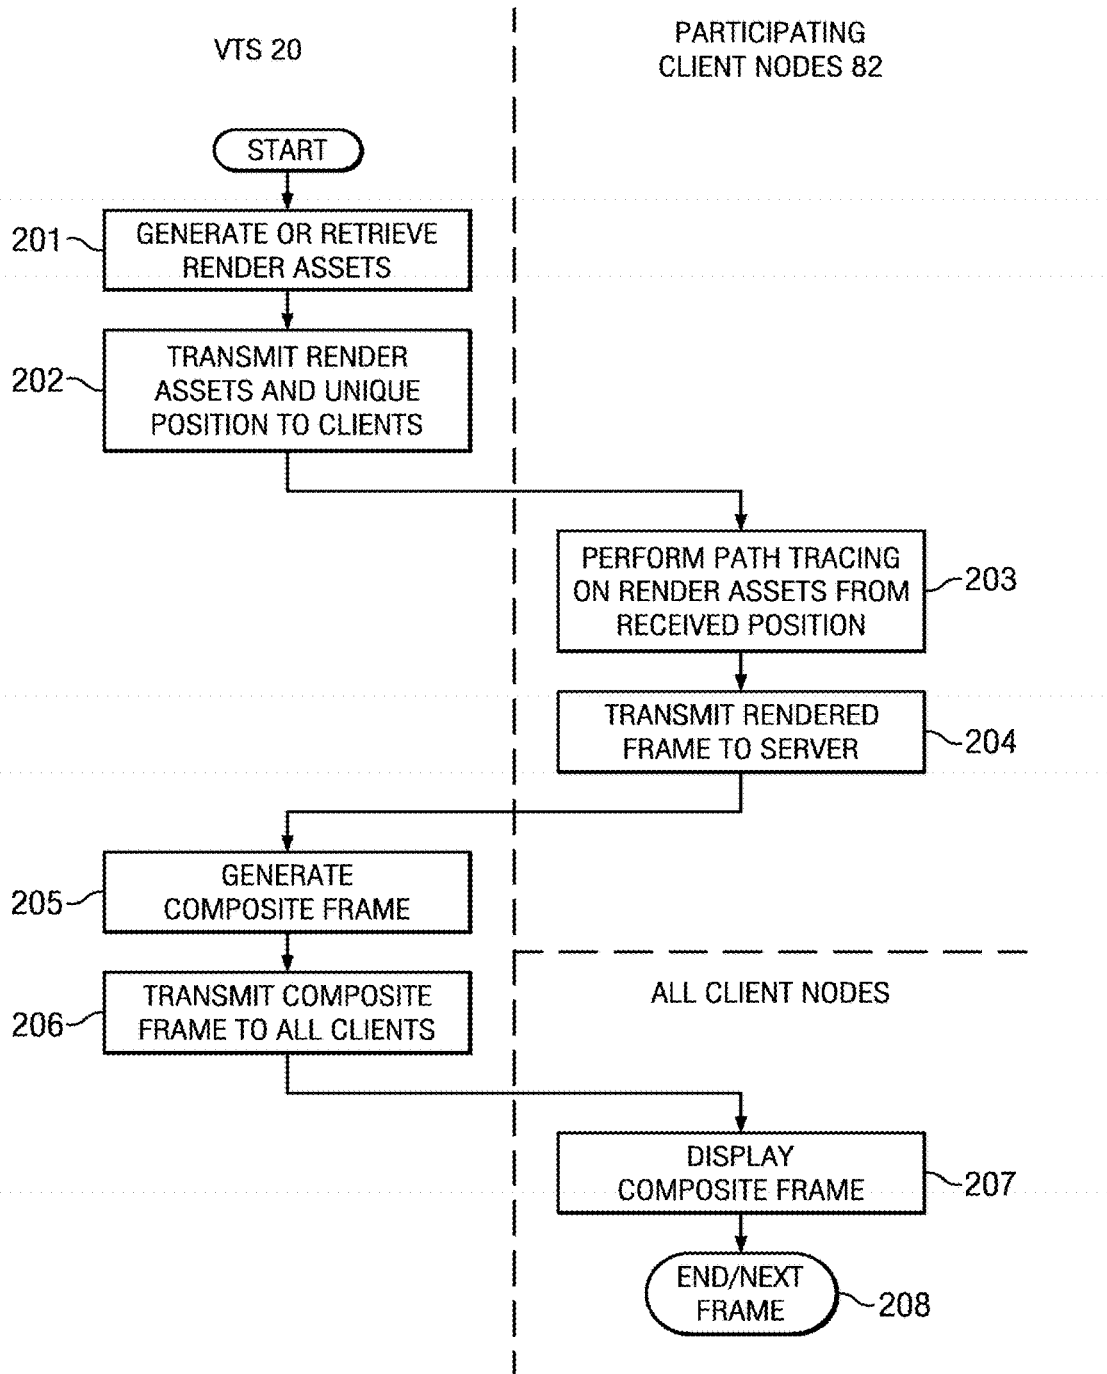 VTS 20
PARTICIPATING
CLIENT NODES 82
START
201
GENERATE OR RETRIEVE
RENDER ASSETS
202
TRANSMIT RENDER
ASSETS AND UNIQUE
POSITION TO CLIENTS
PERFORM PATH TRACING
ON RENDER ASSETS FROM
RECEIVED POSITION
203
TRANSMIT RENDERED
FRAME TO SERVER
204
205
GENERATE
COMPOSITE FRAME
206
TRANSMIT COMPOSITE
FRAME TO ALL CLIENTS
ALL CLIENT NODES
DISPLAY
COMPOSITE FRAME
207
END/NEXT
FRAME
208